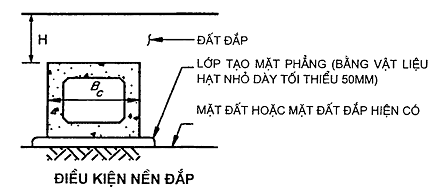 H
ĐẤT ĐẮP
LỚP TẠO MẶT PHẲNG (BẰNG VẬT LIỆU
HẠT NHỎ DÀY TỐI THIỂU 50MM)
Bc
MẶT ĐẤT HOẶC MẶT ĐẤT ĐẮP HIỆN CÓ
ĐIỀU KIỆN NỀN ĐẮP